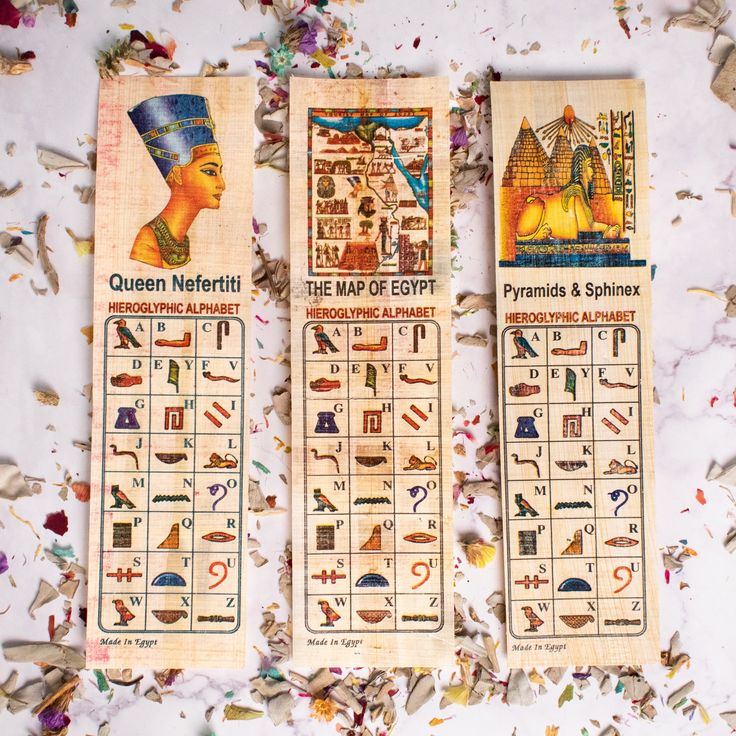 Queen Nefertiti
HIEROGLYPHIC ALPHABET
A B C
D E Y F V
G H I
J K L
M N O
P Q R
S T U
W X Z
Made In Egypt
THE MAP OF EGYPT
HIEROGLYPHIC ALPHABET
A B C
D E Y F V
G H I
J K L
M N O
P Q R
S T U
W X Z
Made In Egypt
Pyramids & Sphinex
HIEROGLYPHIC ALPHABET
A B C
D E Y F V
G H I
J K L
M N O
P Q R
S T U
W X Z
Made In Egypt